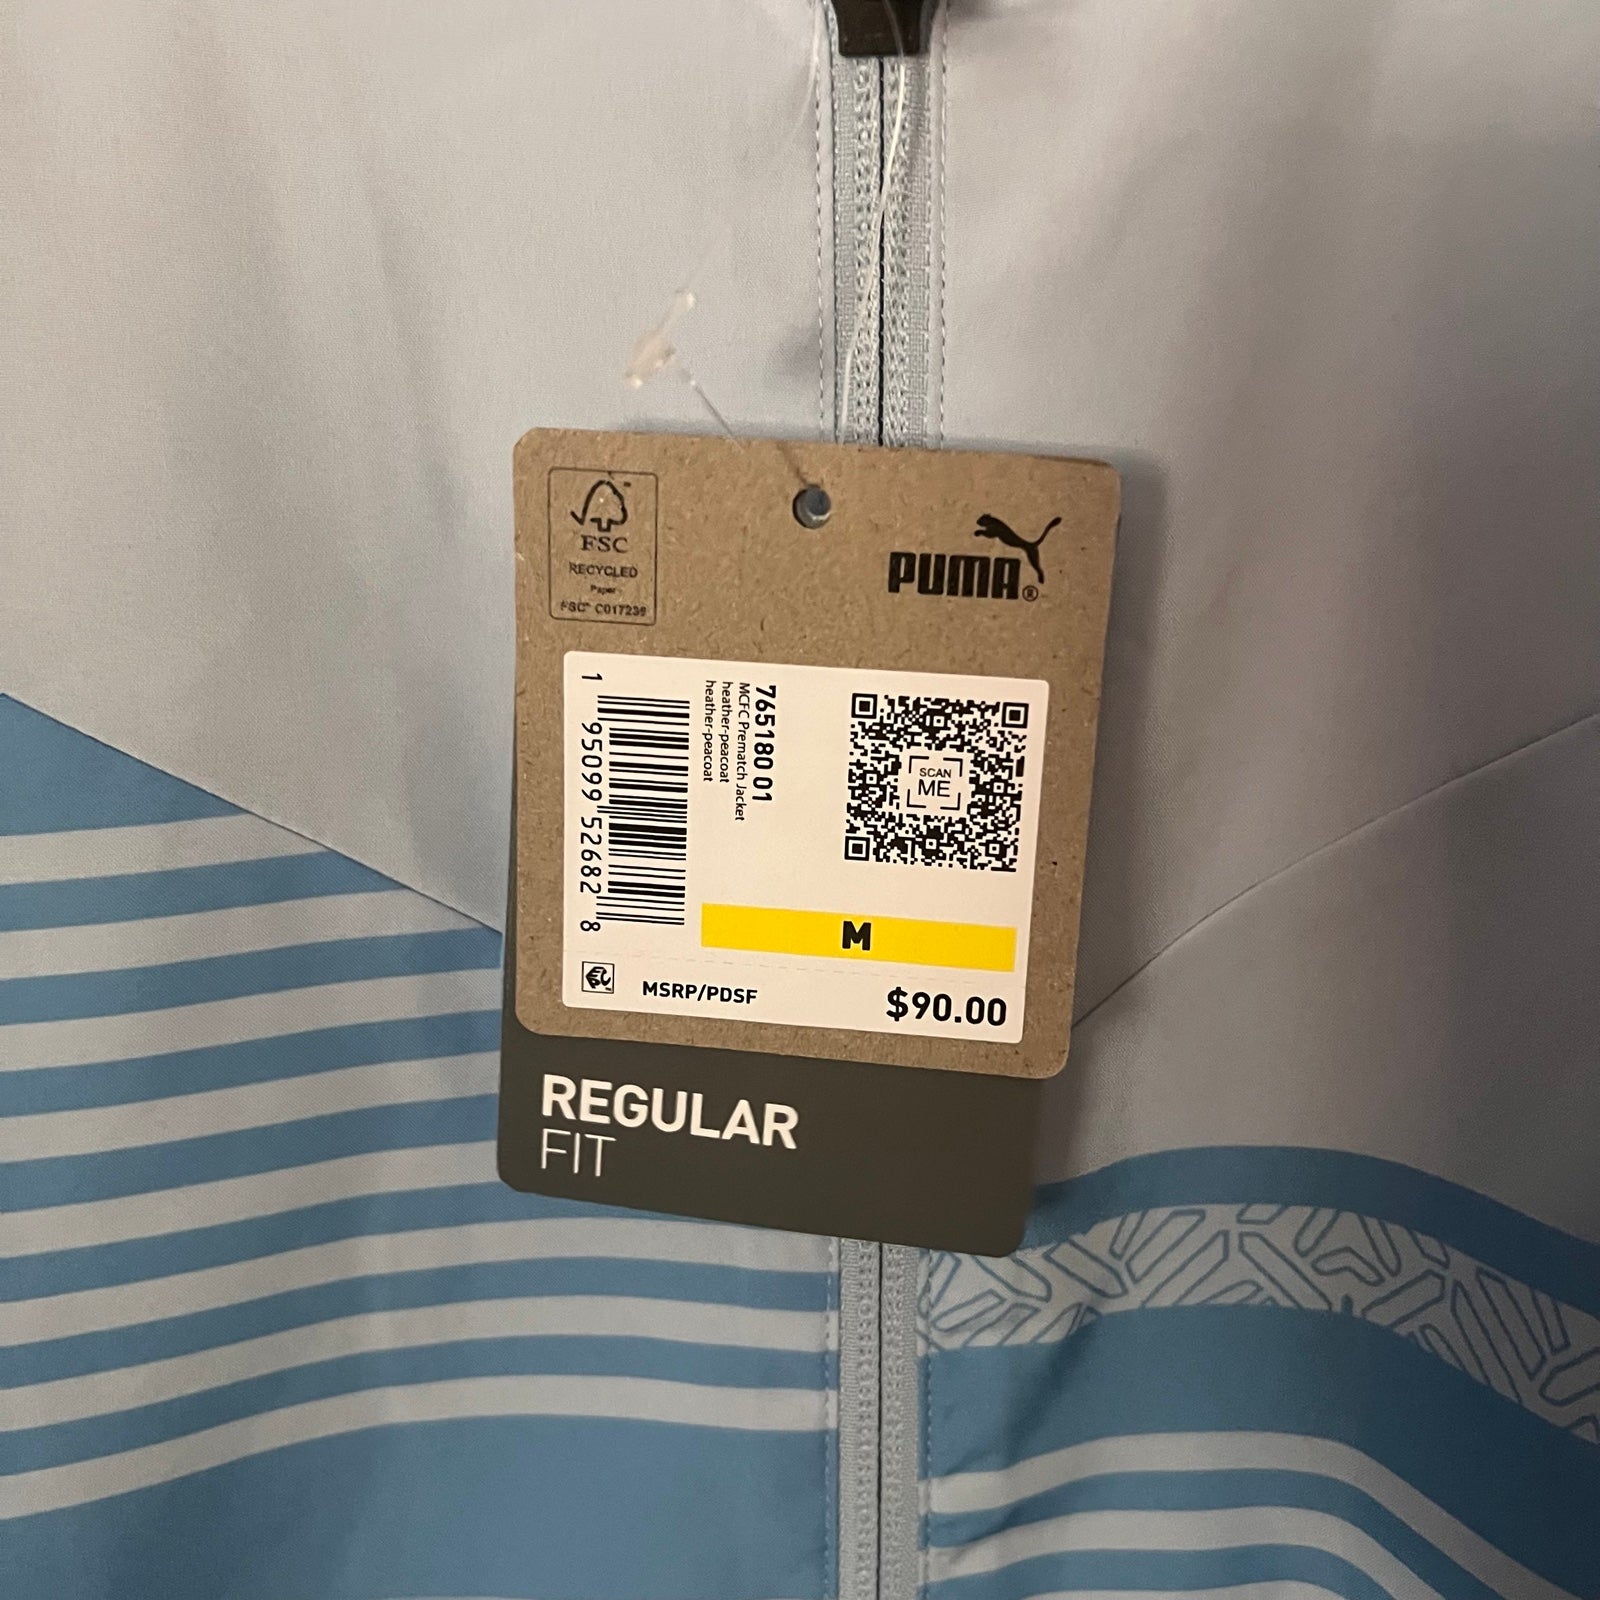 FSC
RECYCLED
Paper
FSC® C017236
PUMA®
765180 01
MCFC Prematch Jacket
heather-peacoat
heather-peacoat
1 95099 52682 8
SCAN
ME
M
MSRP/PDSF
$90.00
REGULAR
FIT